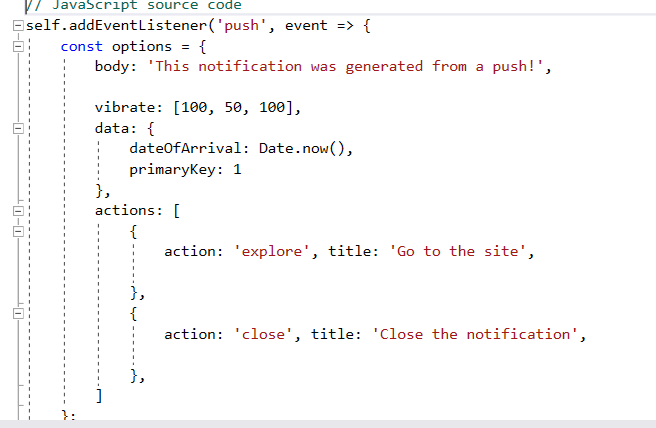 // JavaScript source code
self.addEventListener('push', event => {
    const options = {
        body: 'This notification was generated from a push!',
        vibrate: [100, 50, 100],
        data: {
            dateOfArrival: Date.now(),
            primaryKey: 1
        },
        actions: [
            {
                action: 'explore', title: 'Go to the site',
            },
            {
                action: 'close', title: 'Close the notification',
            },
        ]
    };